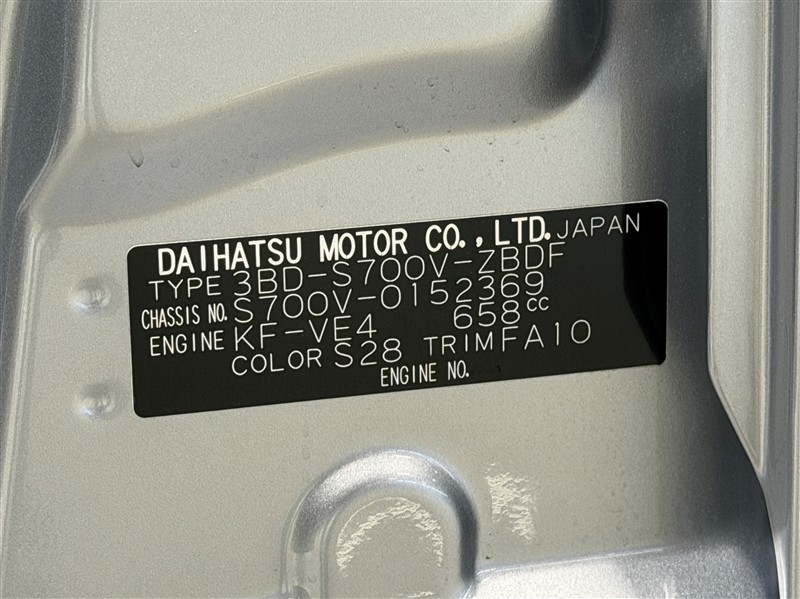 DAIHATSU MOTOR CO.,LTD. JAPAN
TYPE 3BD-S700V-ZBDF
CHASSIS NO. S700V-0152369
ENGINE KF-VE4 658cc
COLOR S28 TRIM FA10
ENGINE NO.